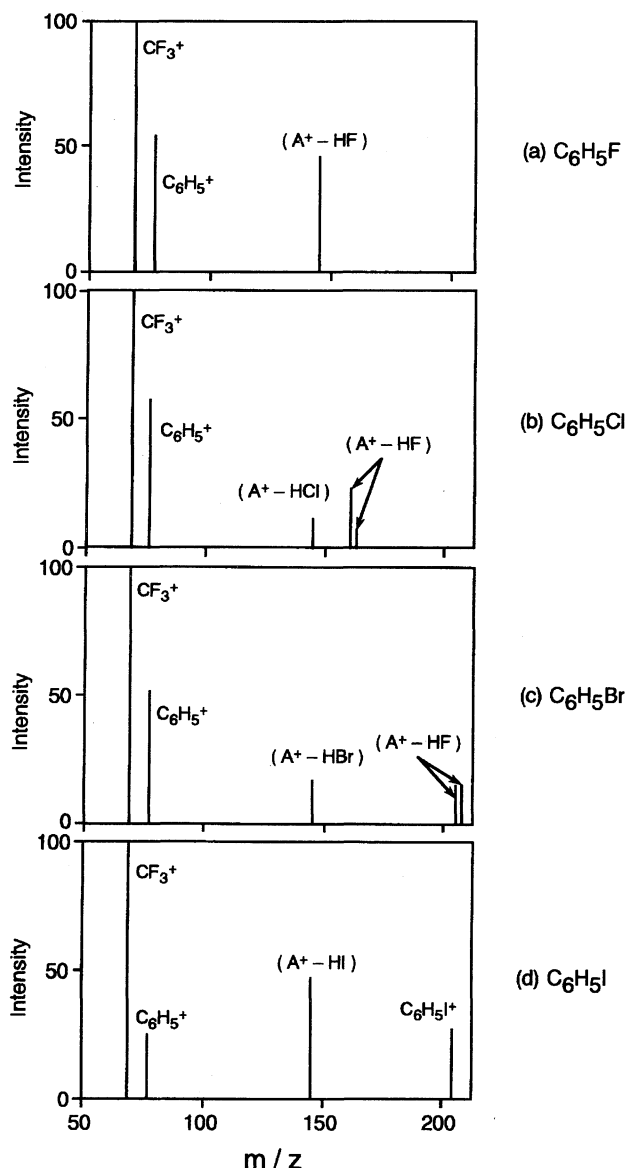 100
CF₃⁺
(A⁺ – HF)
50
Intensity
C₆H₅⁺
0
(a) C₆H₅F
100
CF₃⁺
(b) C₆H₅Cl
50
Intensity
C₆H₅⁺
(A⁺ – HF)
(A⁺ – HCl)
0
100
CF₃⁺
(c) C₆H₅Br
50
Intensity
C₆H₅⁺
(A⁺ – HF)
(A⁺ – HBr)
0
100
CF₃⁺
(A⁺ – HI)
(d) C₆H₅I
50
Intensity
C₆H₅⁺
C₆H₅I⁺
0
50 100 150 200
m / z